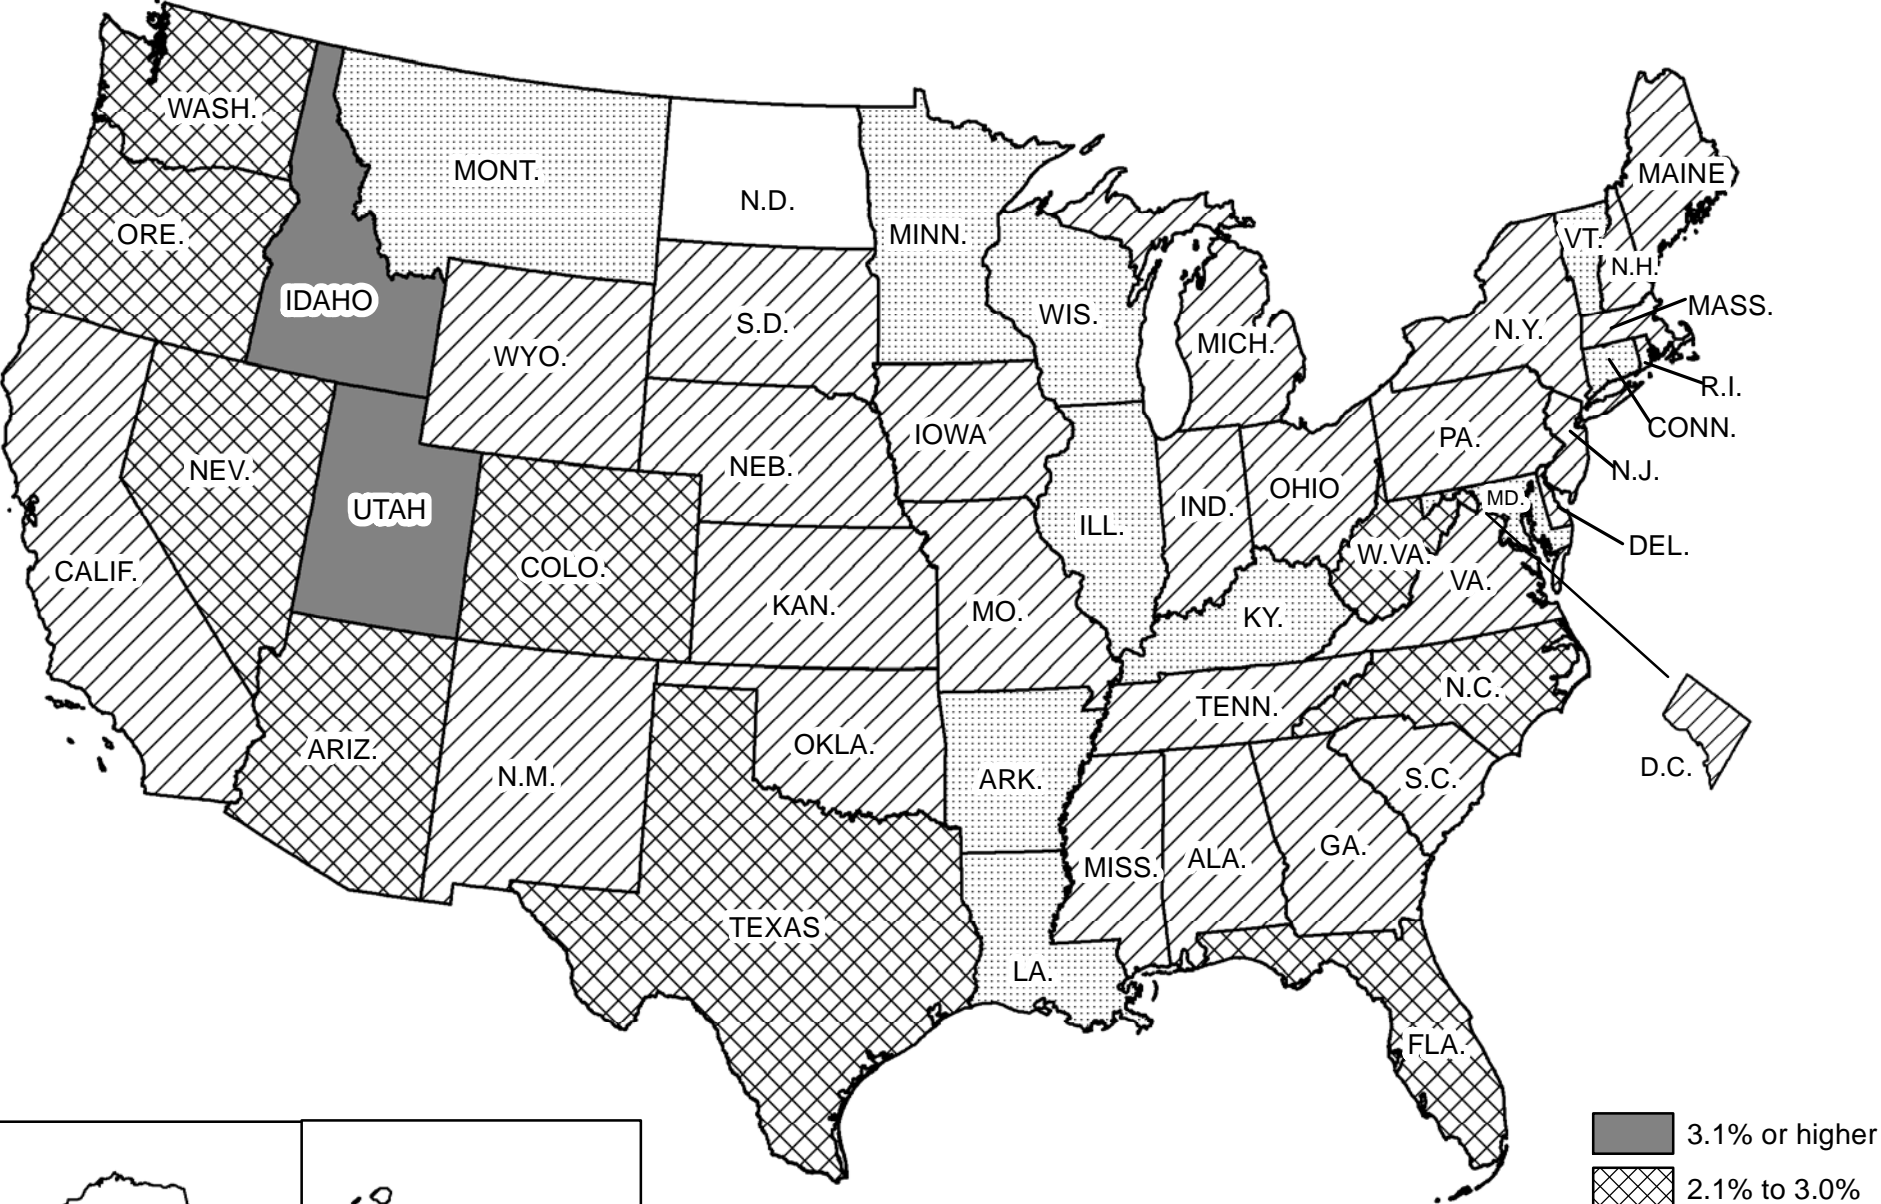 WASH.
MONT.
N.D.
MINN.
MAINE
ORE.
VT.
N.H.
IDAHO
WIS.
MASS.
S.D.
N.Y.
WYO.
MICH.
R.I.
IOWA
CONN.
PA.
NEV.
NEB.
N.J.
OHIO
MD.
UTAH
IND.
ILL.
DEL.
COLO.
W.VA.
CALIF.
VA.
KAN.
MO.
KY.
N.C.
TENN.
ARIZ.
OKLA.
N.M.
ARK.
S.C.
D.C.
GA.
ALA.
MISS.
TEXAS
LA.
FLA.
3.1% or higher
2.1% to 3.0%